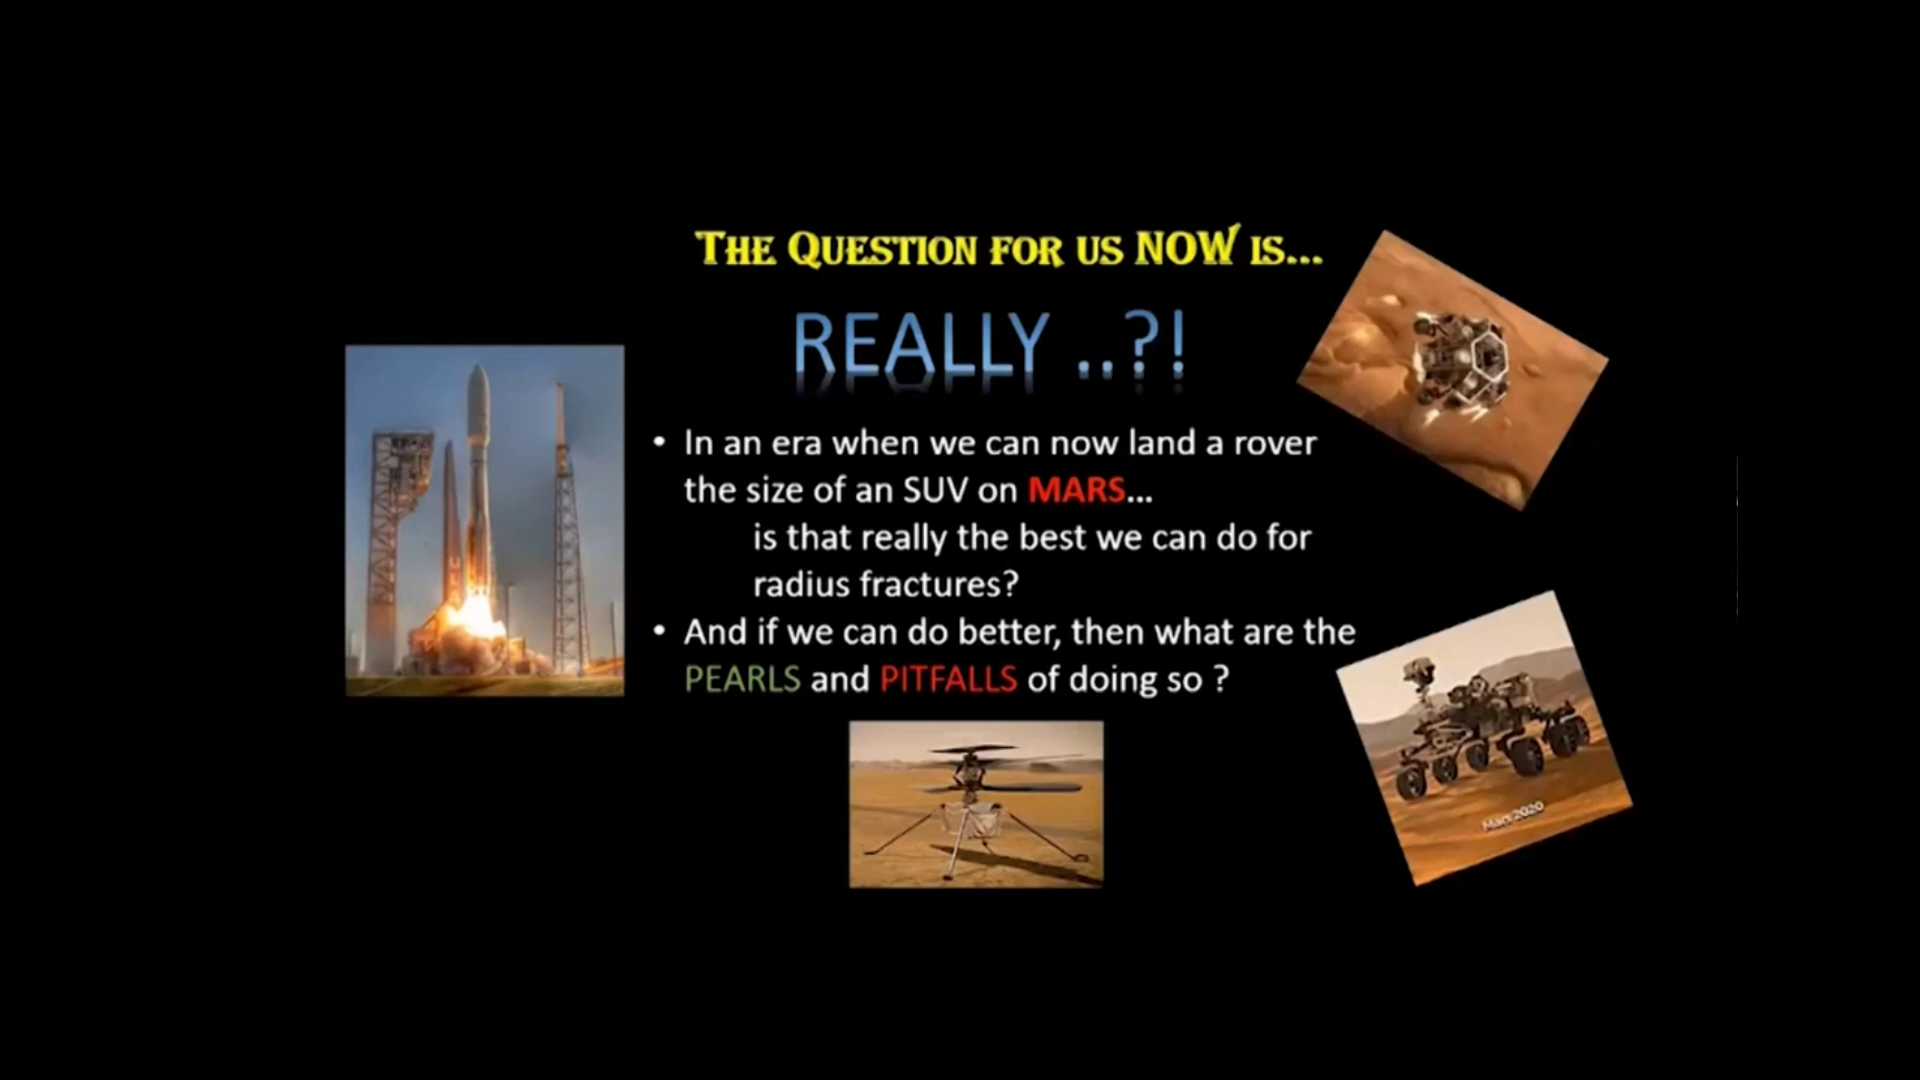 THE QUESTION FOR US NOW IS...
REALLY ..?!
• In an era when we can now land a rover
the size of an SUV on MARS...
is that really the best we can do for
radius fractures?
• And if we can do better, then what are the
PEARLS and PITFALLS of doing so ?
Mars2020